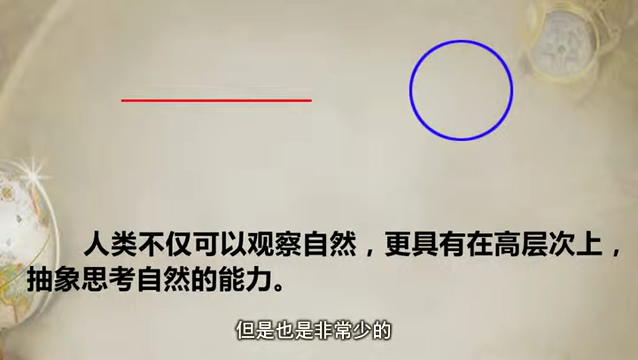 人类不仅可以观察自然，更具有在高层次上，
抽象思考自然的能力。
但是也是非常少的